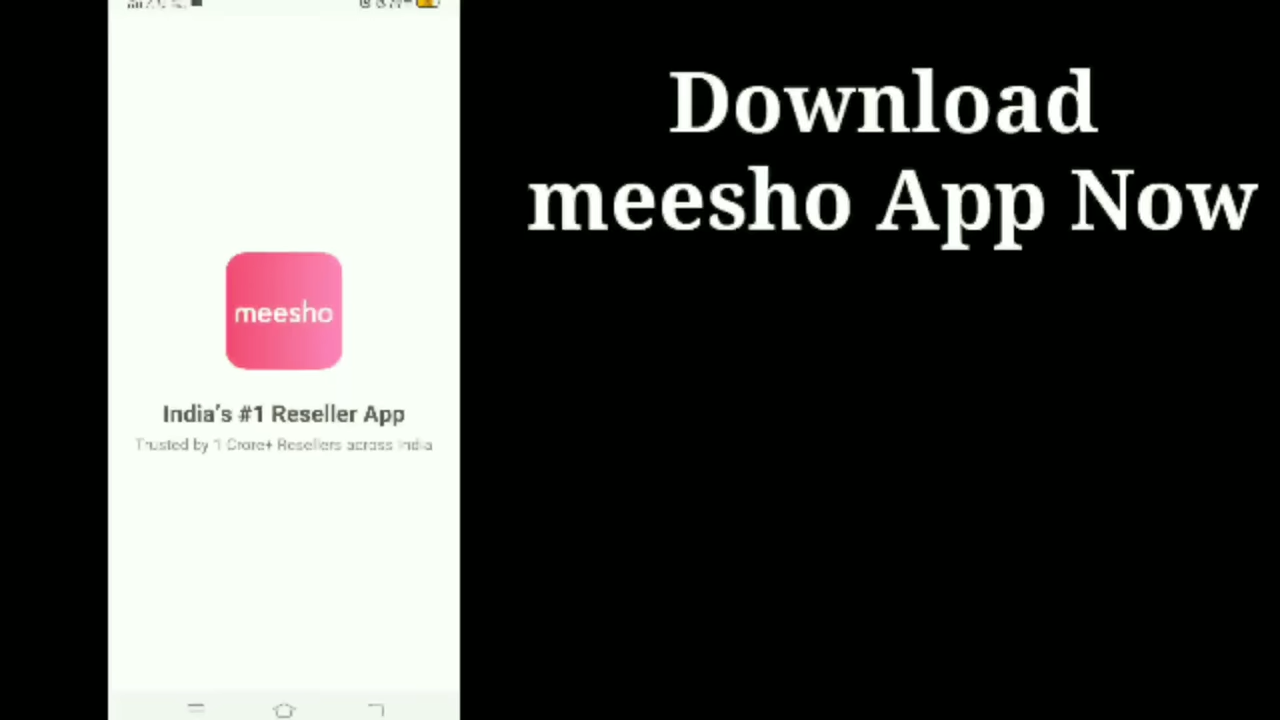 Download
meesho App Now
meesho
India's #1 Reseller App
Trusted by 1 Crore+ Resellers across India